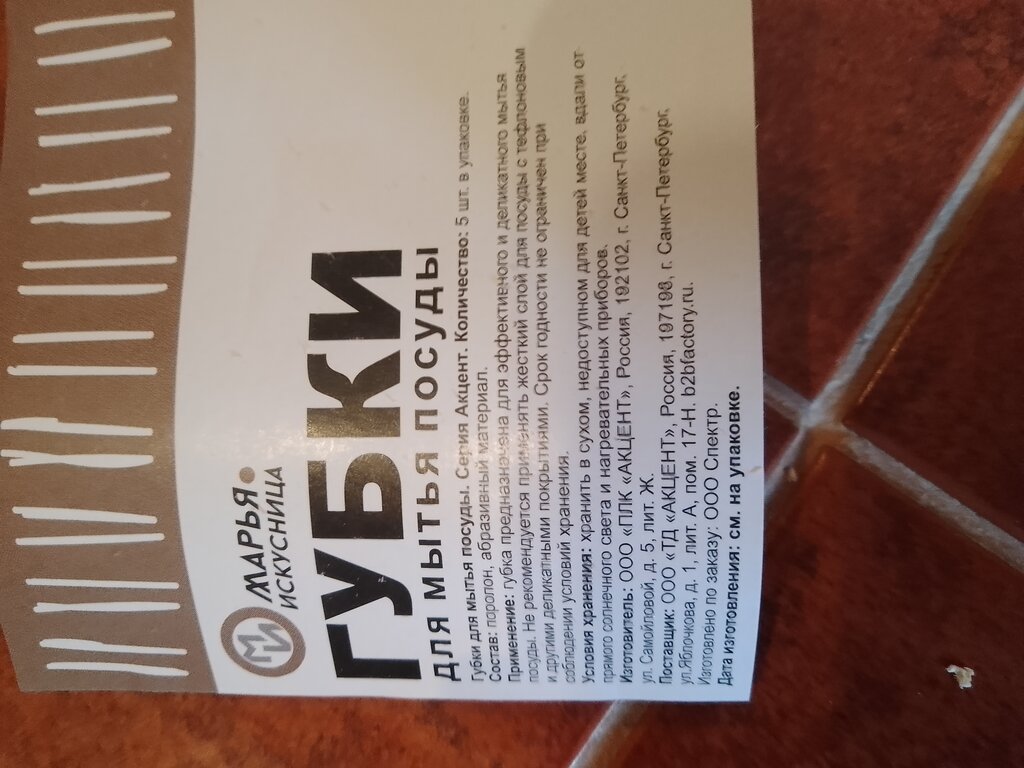 МИ
МАРЬЯ
ИСКУСНИЦА
ГУБКИ
ДЛЯ МЫТЬЯ ПОСУДЫ
Губки для мытья посуды. Серия Акцент. Количество: 5 шт. в упаковке.
Состав: поролон, абразивный материал.
Применение: губка предназначена для эффективного и деликатного мытья
посуды. Не рекомендуется применять жесткий слой для посуды с тефлоновым
и другими деликатными покрытиями. Срок годности не ограничен при
соблюдении условий хранения.
Условия хранения: хранить в сухом, недоступном для детей месте, вдали от
прямого солнечного света и нагревательных приборов.
Изготовитель: ООО «ПЛК «АКЦЕНТ», Россия, 192102, г. Санкт-Петербург,
ул. Самойловой, д. 5, лит. Ж.
Поставщик: ООО «ТД «АКЦЕНТ», Россия, 197198, г. Санкт-Петербург,
ул.Яблочкова, д. 1, лит. А, пом. 17-Н. b2bfactory.ru.
Изготовлено по заказу: ООО Спектр.
Дата изготовления: см. на упаковке.